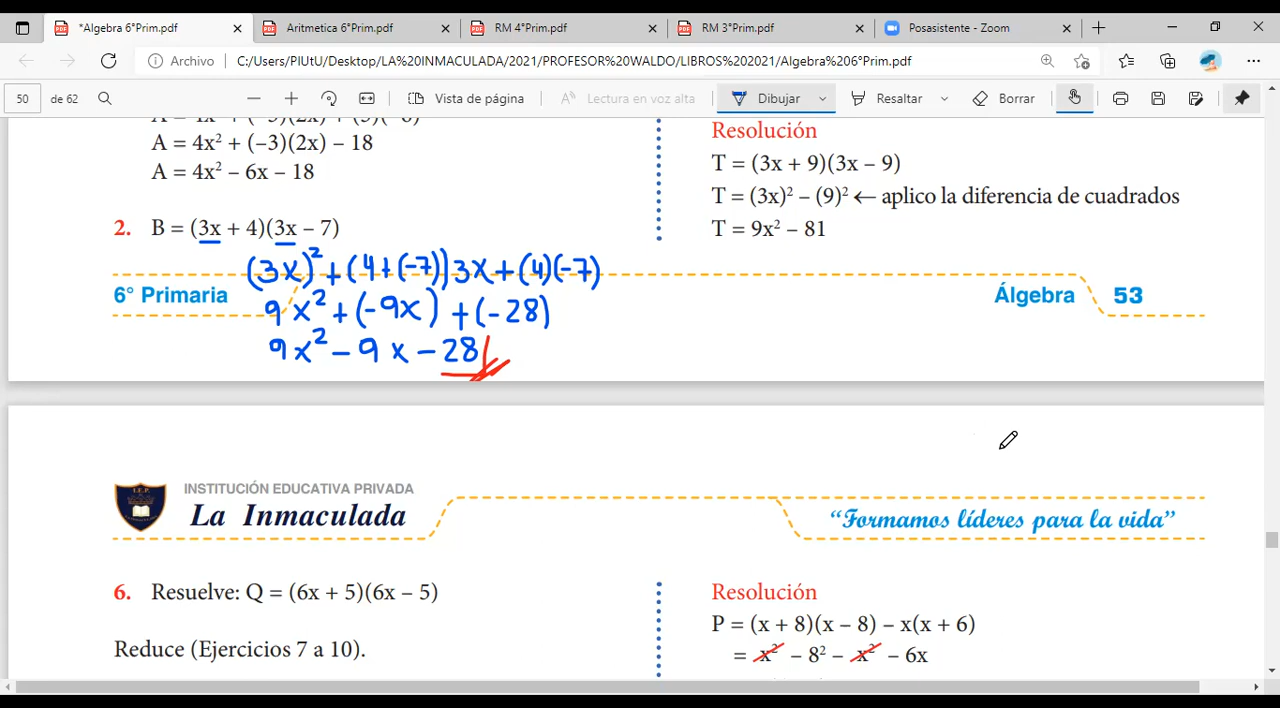 *Algebra 6°Prim.pdf
Aritmetica 6°Prim.pdf
RM 4°Prim.pdf
RM 3°Prim.pdf
Posasistente - Zoom
Archivo
C:/Users/PIUtU/Desktop/LA%20INMACULADA/2021/PROFESOR%20WALDO/LIBROS%202021/Algebra%206°Prim.pdf
50 de 62
Vista de página
Lectura en voz alta
Dibujar
Resaltar
Borrar
A = 4x² + (–3)(2x) – 18
A = 4x² – 6x – 18
2. B = (3x + 4)(3x – 7)
(3x)² + (4+(-7))3x + (4)(-7)
9x² + (-9x) + (-28)
9x² - 9x - 28
6° Primaria
Resolución
T = (3x + 9)(3x – 9)
T = (3x)² – (9)² ← aplico la diferencia de cuadrados
T = 9x² – 81
Álgebra 53
INSTITUCIÓN EDUCATIVA PRIVADA
La Inmaculada
“Formamos líderes para la vida”
6. Resuelve: Q = (6x + 5)(6x – 5)
Reduce (Ejercicios 7 a 10).
Resolución
P = (x + 8)(x – 8) – x(x + 6)
= x² – 8² – x² – 6x